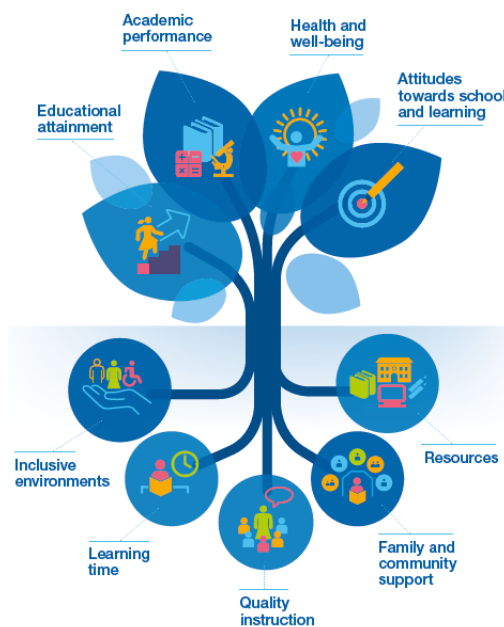 Academic
performance
Health and
well-being
Attitudes
towards school
and learning
Educational
attainment
Inclusive
environments
Resources
Learning
time
Family and
community
support
Quality
instruction